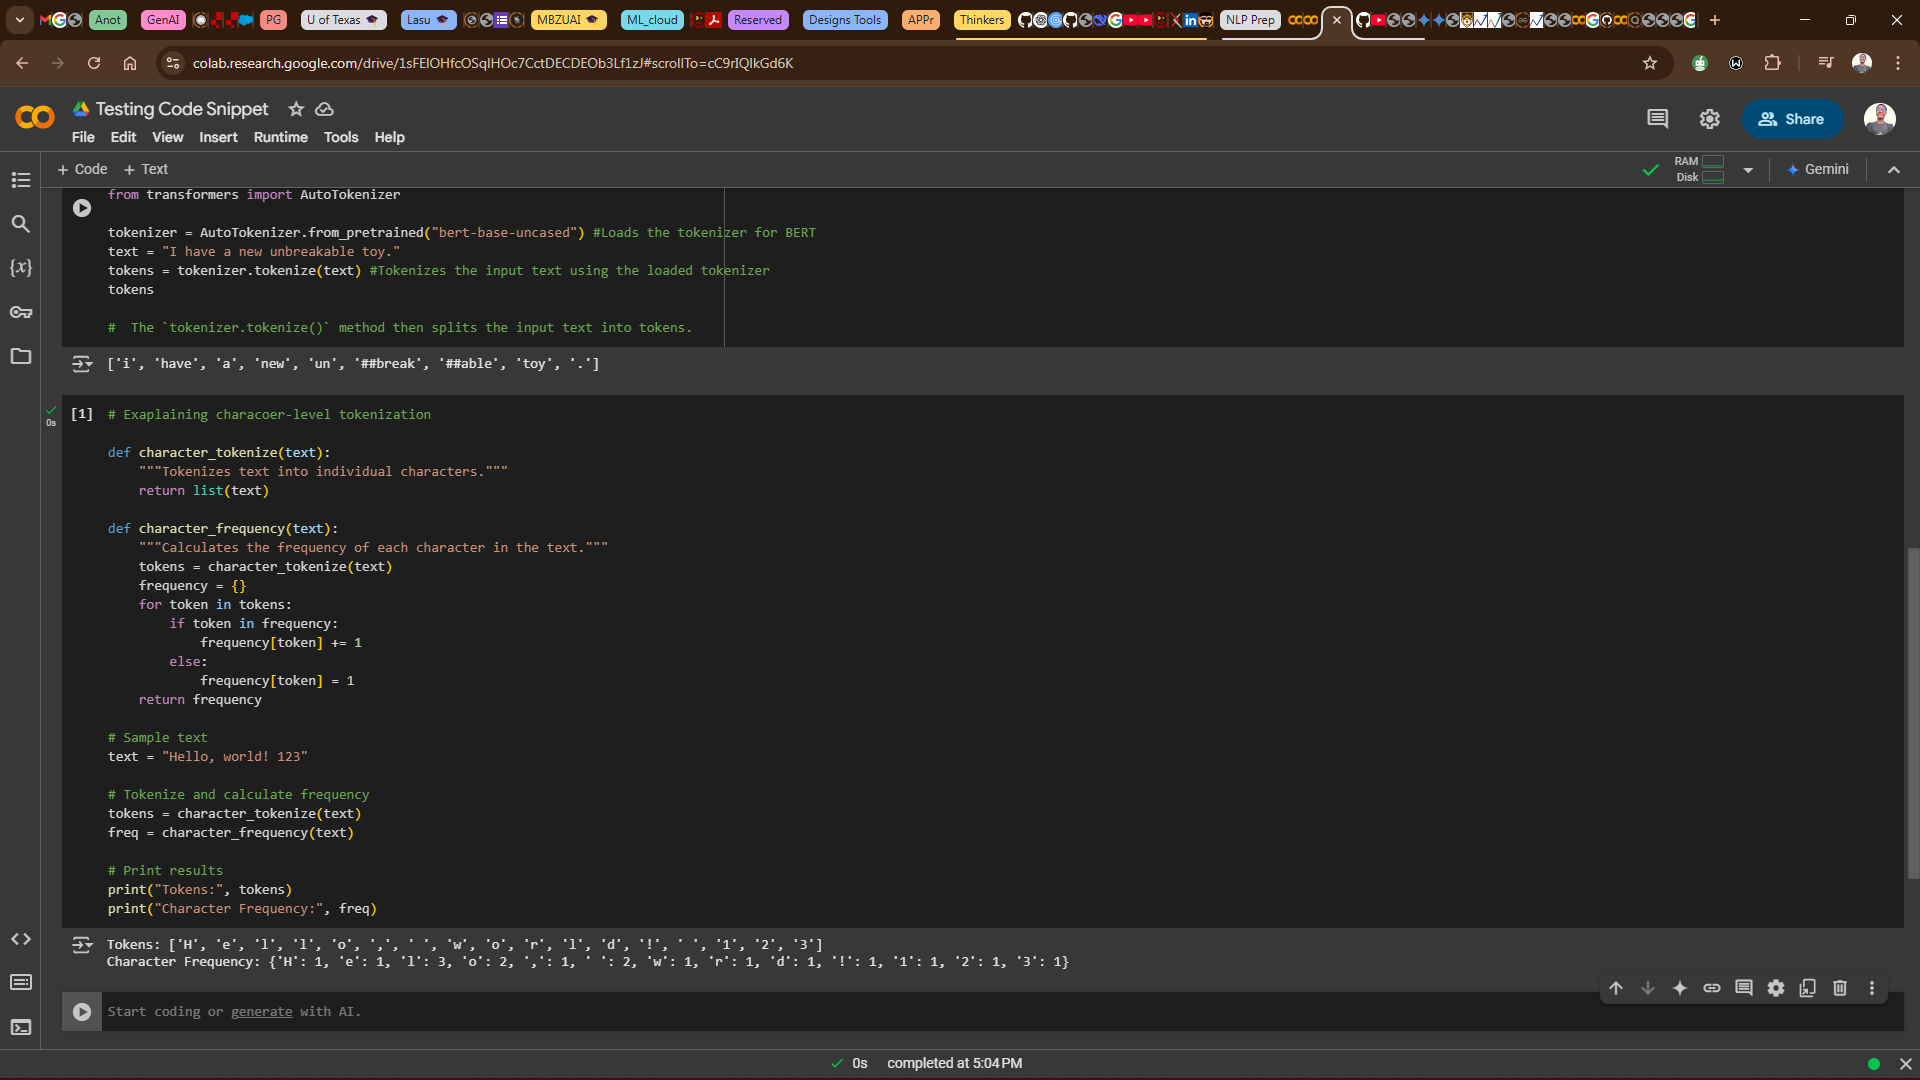 Anot
GenAI
PG
U of Texas
Lasu
MBZUAI
ML_cloud
Reserved
Designs Tools
APPr
Thinkers
NLP Prep
Testing Code Snippet
File Edit View Insert Runtime Tools Help
Share
+ Code + Text
RAM
Disk
Gemini
from transformers import AutoTokenizer
tokenizer = AutoTokenizer.from_pretrained("bert-base-uncased") #Loads the tokenizer for BERT
text = "I have a new unbreakable toy."
tokens = tokenizer.tokenize(text) #Tokenizes the input text using the loaded tokenizer
tokens
#  The `tokenizer.tokenize()` method then splits the input text into tokens.
['i', 'have', 'a', 'new', 'un', '##break', '##able', 'toy', '.']
0s
[1] # Exaplaining characoer-level tokenization
def character_tokenize(text):
    """Tokenizes text into individual characters."""
    return list(text)
def character_frequency(text):
    """Calculates the frequency of each character in the text."""
    tokens = character_tokenize(text)
    frequency = {}
    for token in tokens:
        if token in frequency:
            frequency[token] += 1
        else:
            frequency[token] = 1
    return frequency
# Sample text
text = "Hello, world! 123"
# Tokenize and calculate frequency
tokens = character_tokenize(text)
freq = character_frequency(text)
# Print results
print("Tokens:", tokens)
print("Character Frequency:", freq)
Tokens: ['H', 'e', 'l', 'l', 'o', ',', ' ', 'w', 'o', 'r', 'l', 'd', '!', ' ', '1', '2', '3']
Character Frequency: {'H': 1, 'e': 1, 'l': 3, 'o': 2, ',': 1, ' ': 2, 'w': 1, 'r': 1, 'd': 1, '!': 1, '1': 1, '2': 1, '3': 1}
Start coding or generate with AI.
0s completed at 5:04 PM